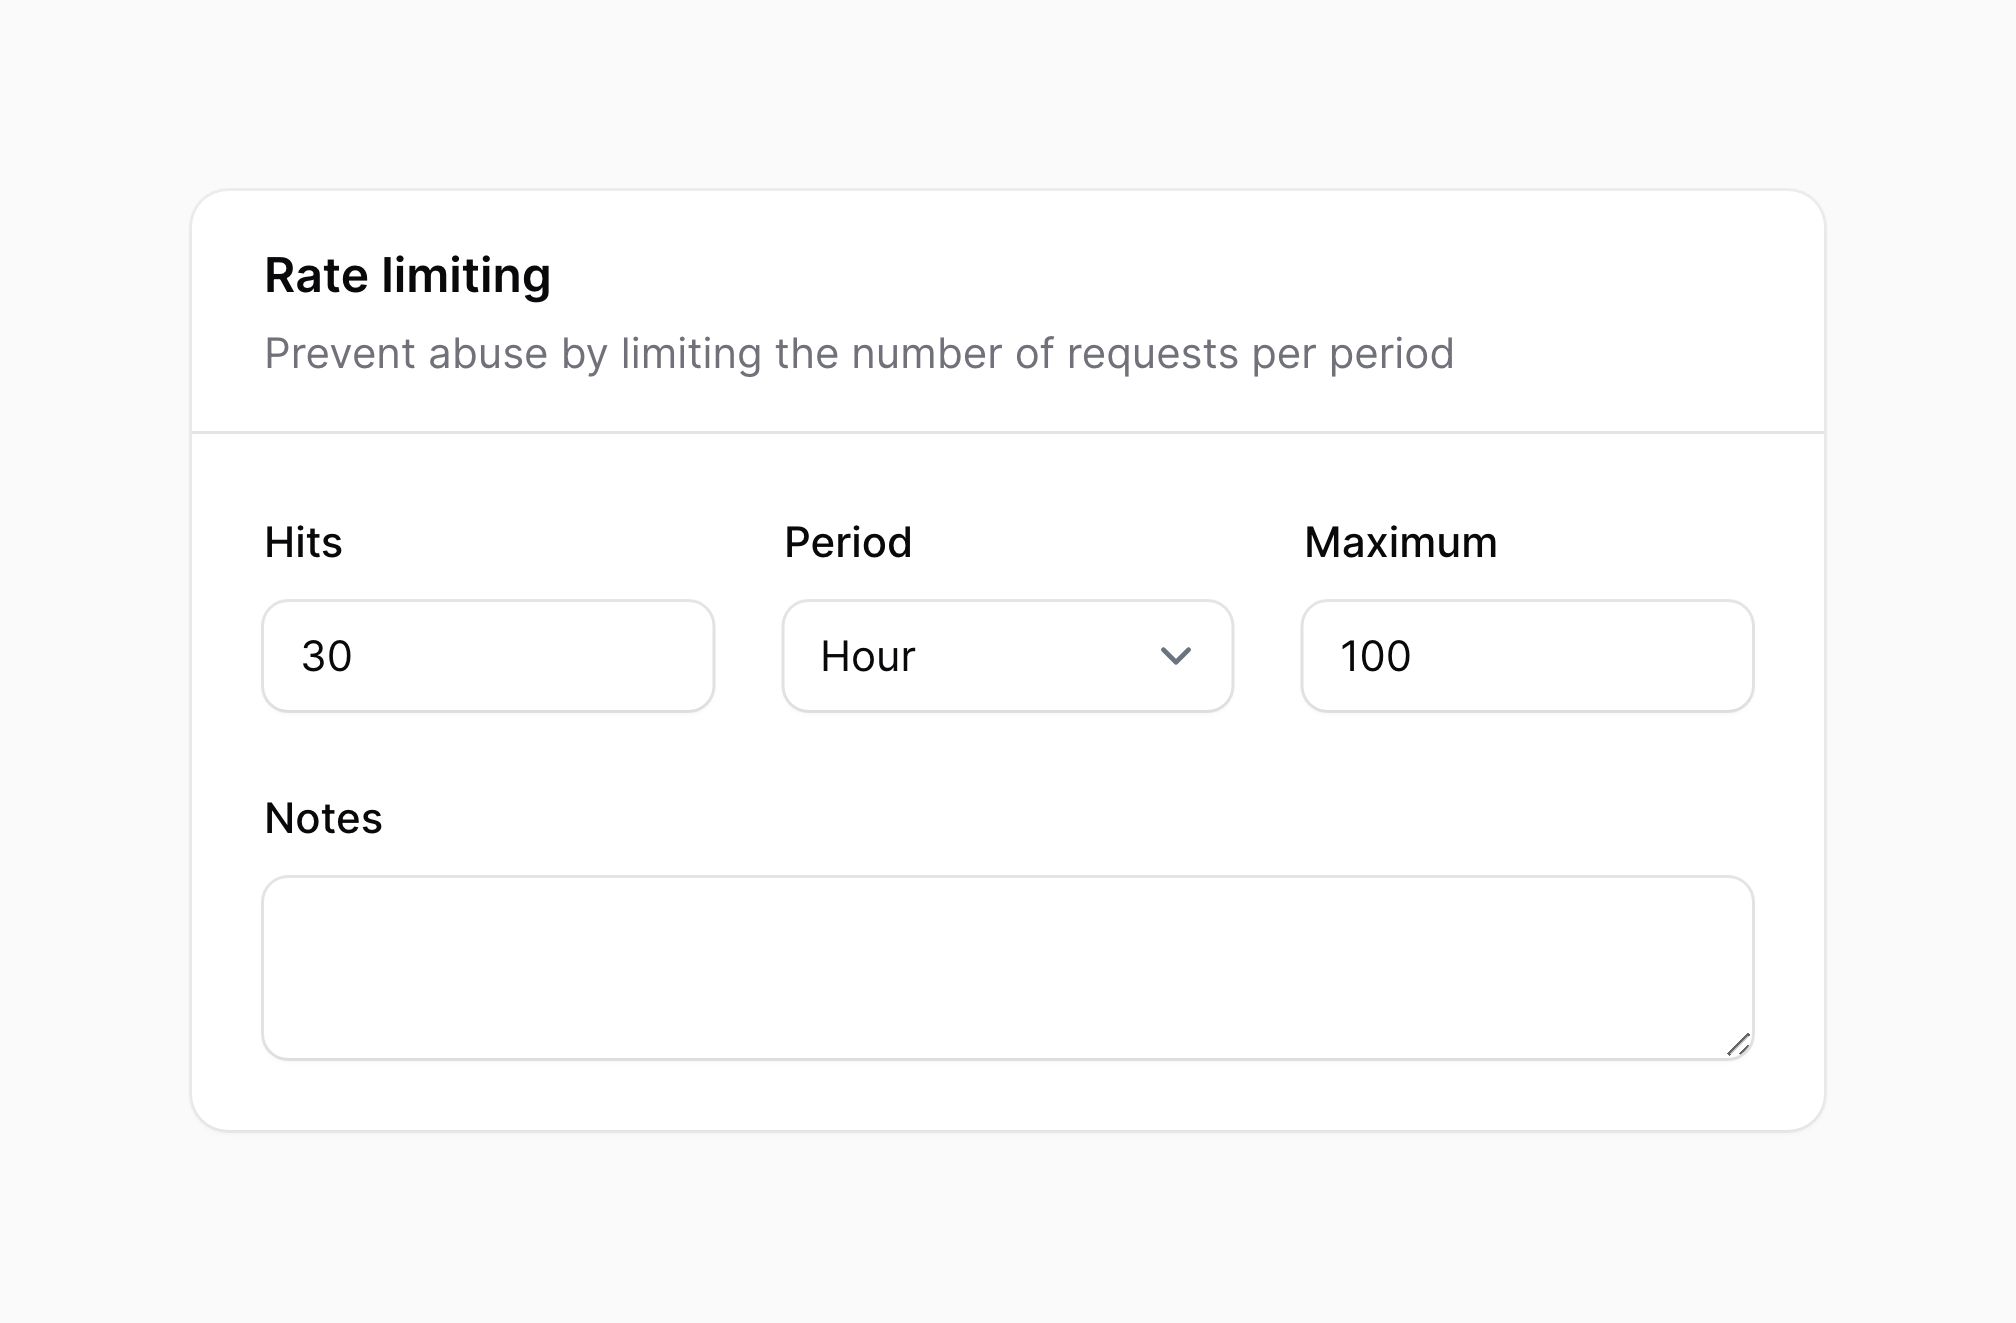 Rate limiting
Prevent abuse by limiting the number of requests per period
Hits Period Maximum
30 Hour 100
Notes